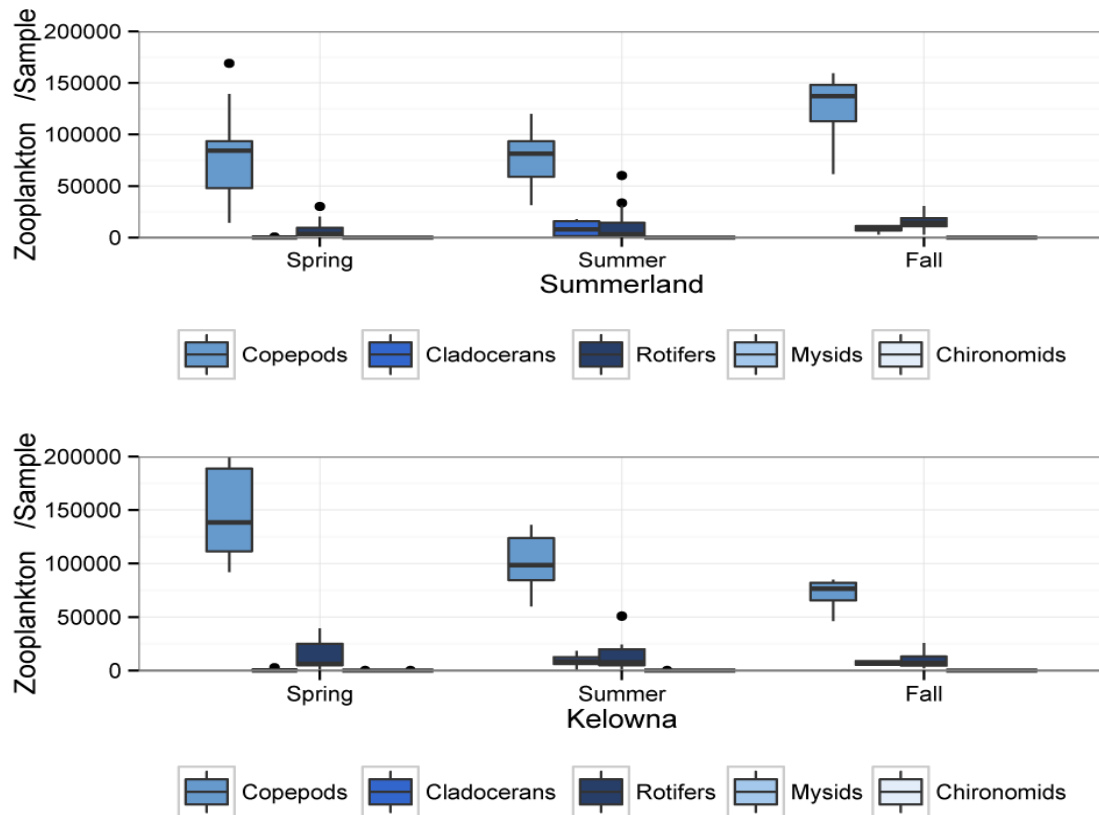 Zooplankton /Sample
200000
150000
100000
50000
0
Spring Summer Fall
Summerland
Copepods Cladocerans Rotifers Mysids Chironomids
Zooplankton /Sample
200000
150000
100000
50000
0
Spring Summer Fall
Kelowna
Copepods Cladocerans Rotifers Mysids Chironomids